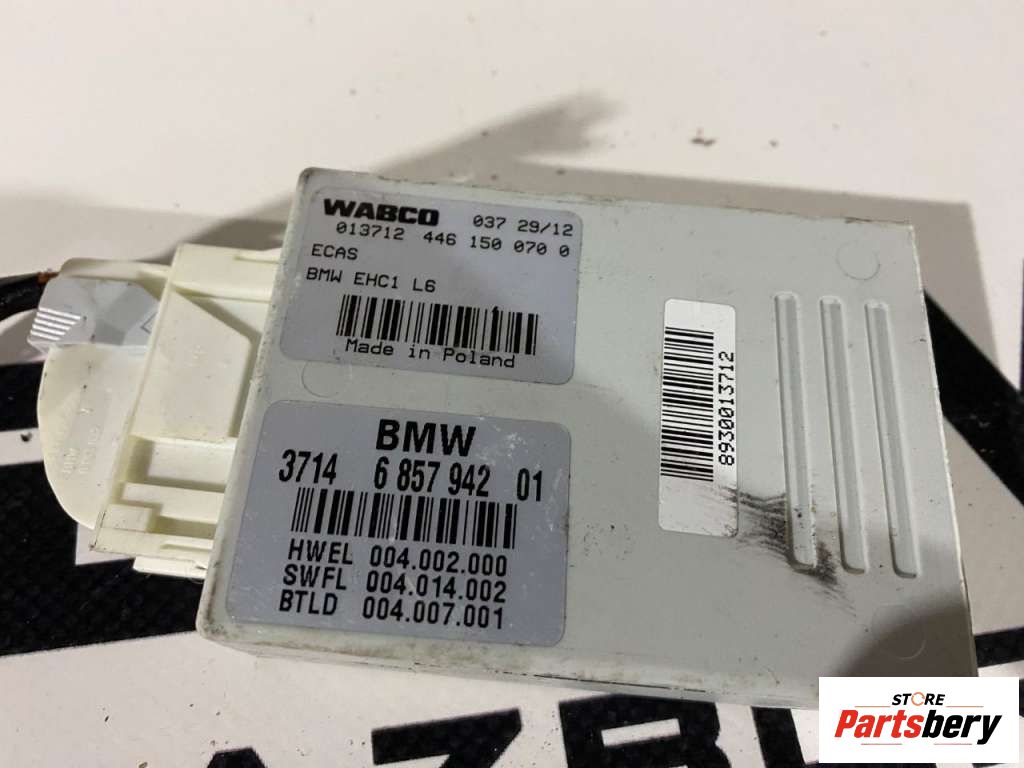 WABCO 037 29/12
013712 446 150 070 0
ECAS
BMW EHC1 L6
Made in Poland
BMW
3714 6 857 942 01
HWEL 004.002.000
SWFL 004.014.002
BTLD 004.007.001
8930013712
STORE
Partsbery